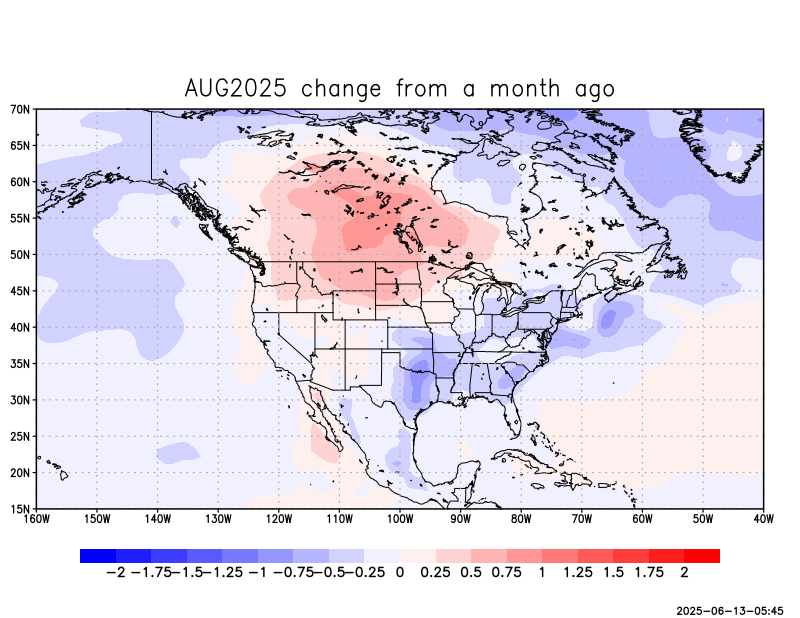 AUG2025 change from a month ago
70N
65N
60N
55N
50N
45N
40N
35N
30N
25N
20N
15N
160W 150W 140W 130W 120W 110W 100W 90W 80W 70W 60W 50W 40W
-2 -1.75 -1.5 -1.25 -1 -0.75 -0.5 -0.25 0 0.25 0.5 0.75 1 1.25 1.5 1.75 2
2025-06-13-05:45